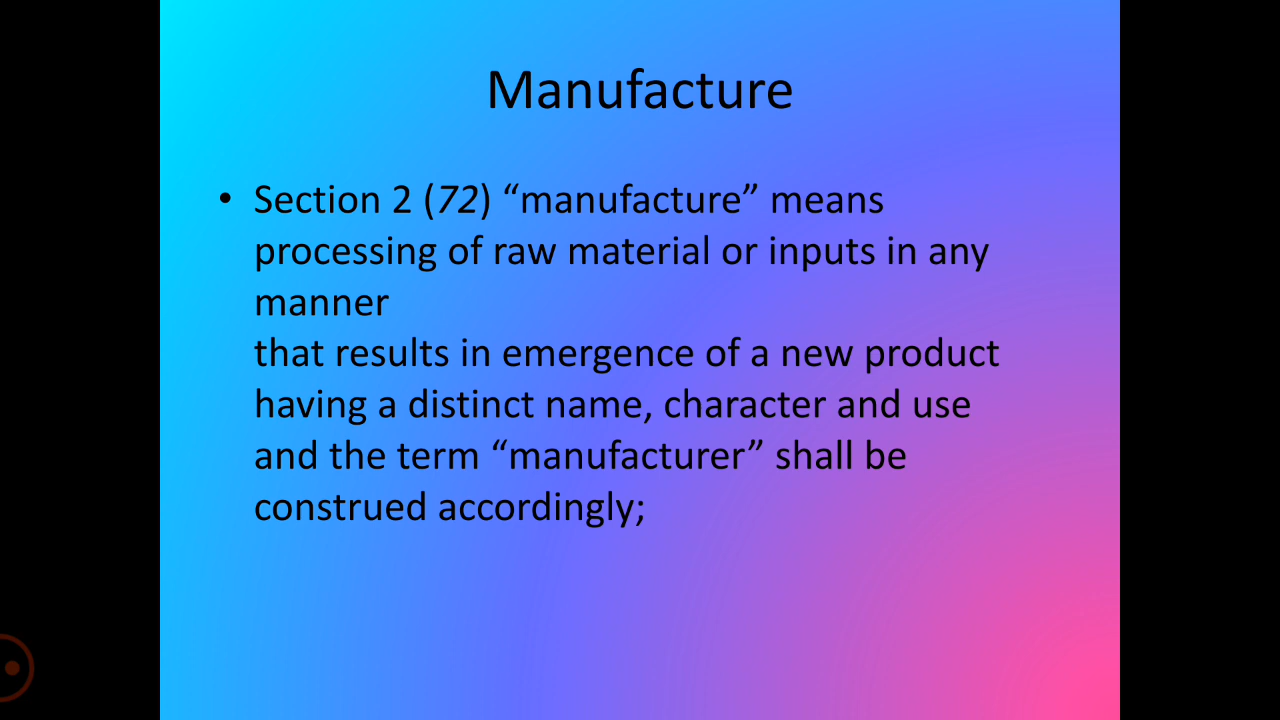 Manufacture
• Section 2 (72) “manufacture” means
processing of raw material or inputs in any
manner
that results in emergence of a new product
having a distinct name, character and use
and the term “manufacturer” shall be
construed accordingly;